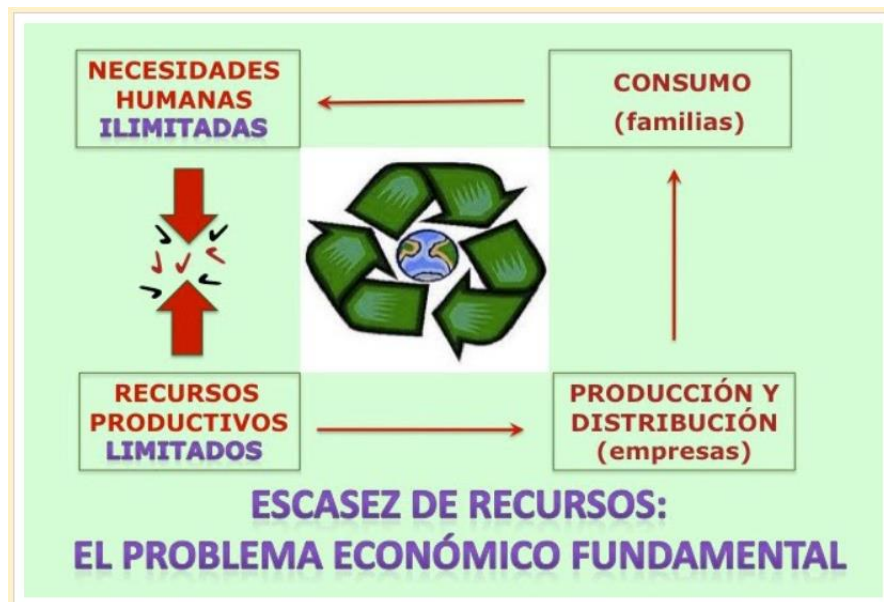 NECESIDADES
HUMANAS
ILIMITADAS
CONSUMO
(familias)
RECURSOS
PRODUCTIVOS
LIMITADOS
PRODUCCIÓN Y
DISTRIBUCIÓN
(empresas)
ESCASEZ DE RECURSOS:
EL PROBLEMA ECONÓMICO FUNDAMENTAL